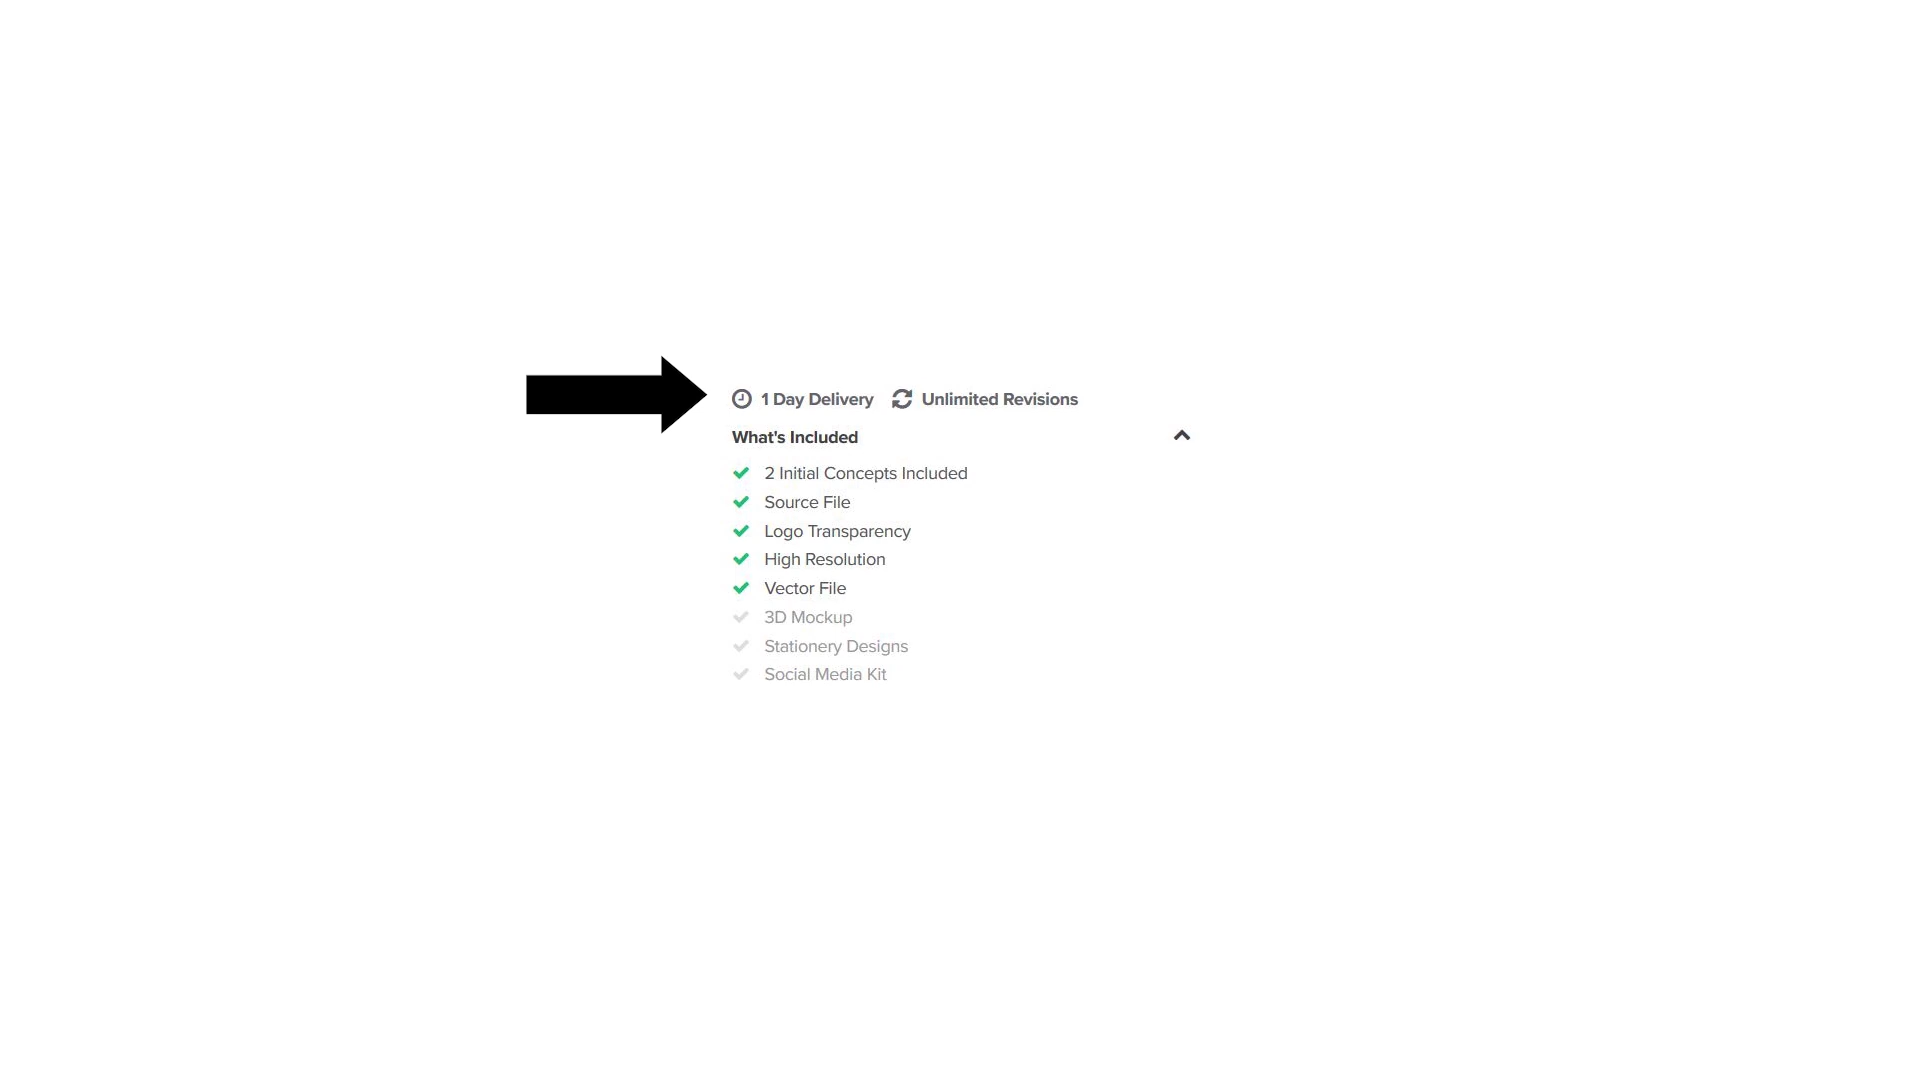 1 Day Delivery Unlimited Revisions
What's Included
2 Initial Concepts Included
Source File
Logo Transparency
High Resolution
Vector File
3D Mockup
Stationery Designs
Social Media Kit